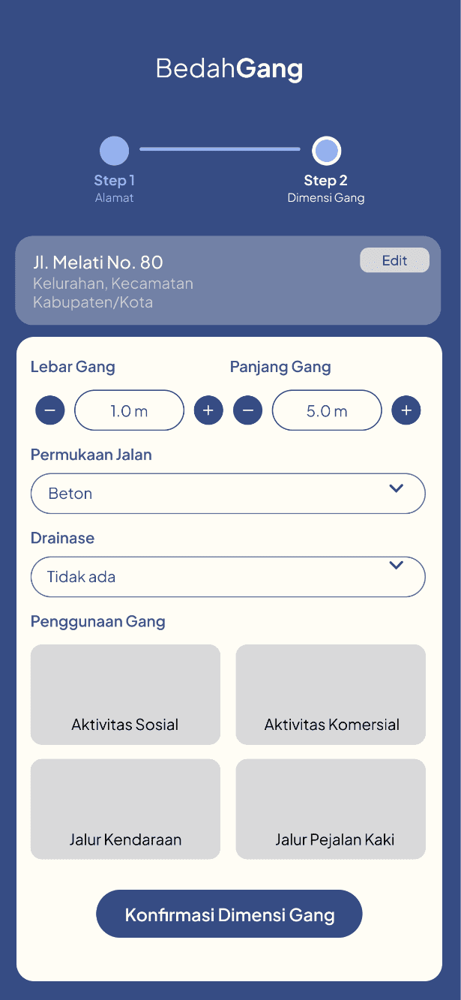 BedahGang
Step 1
Alamat
Step 2
Dimensi Gang
Jl. Melati No. 80
Edit
Kelurahan, Kecamatan
Kabupaten/Kota
Lebar Gang
Panjang Gang
− 1.0 m +
− 5.0 m +
Permukaan Jalan
Beton
Drainase
Tidak ada
Penggunaan Gang
Aktivitas Sosial
Aktivitas Komersial
Jalur Kendaraan
Jalur Pejalan Kaki
Konfirmasi Dimensi Gang